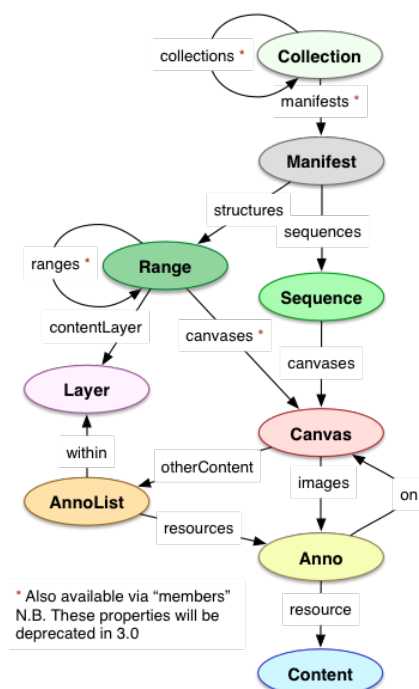 collections *
Collection
manifests *
Manifest
structures
sequences
ranges *
Range
Sequence
contentLayer
canvases *
canvases
Layer
Canvas
within
otherContent
images
on
AnnoList
resources
Anno
* Also available via “members”
N.B. These properties will be
deprecated in 3.0
resource
Content